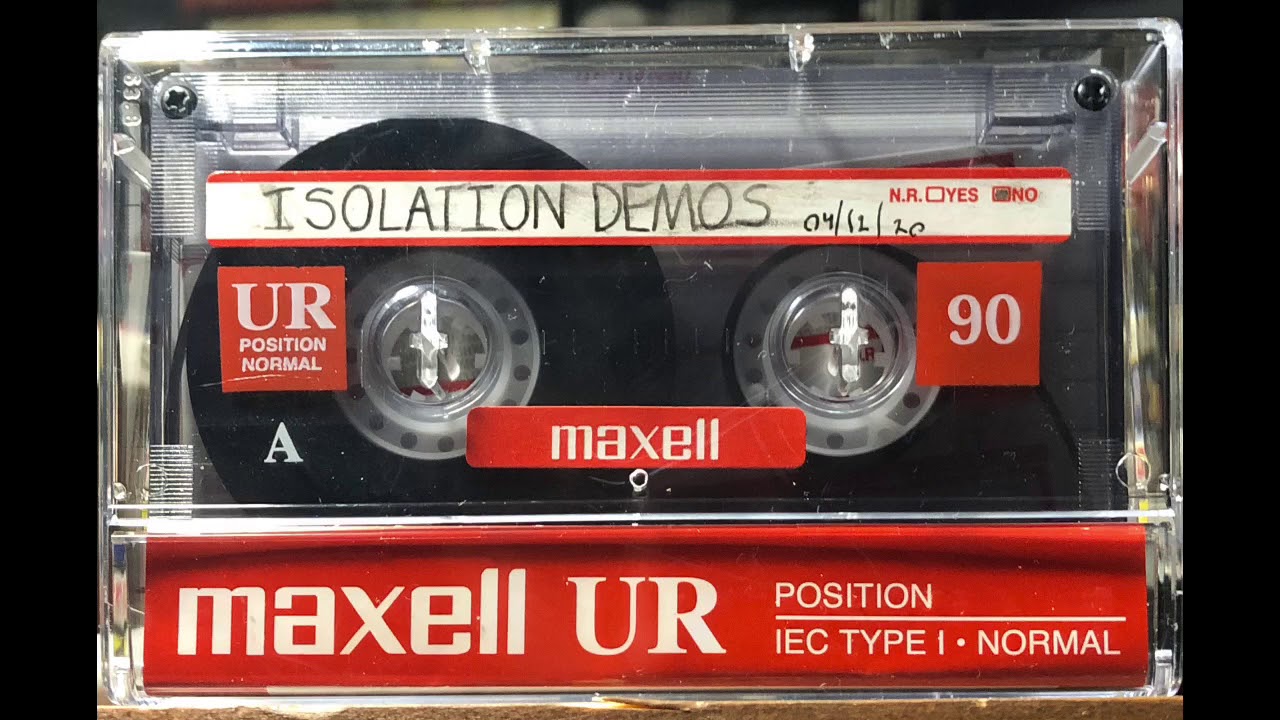 ISOLATION DEMOS 04/12/20
N.R. YES NO
UR
POSITION
NORMAL
90
A
maxell
maxell UR
POSITION
IEC TYPE I • NORMAL